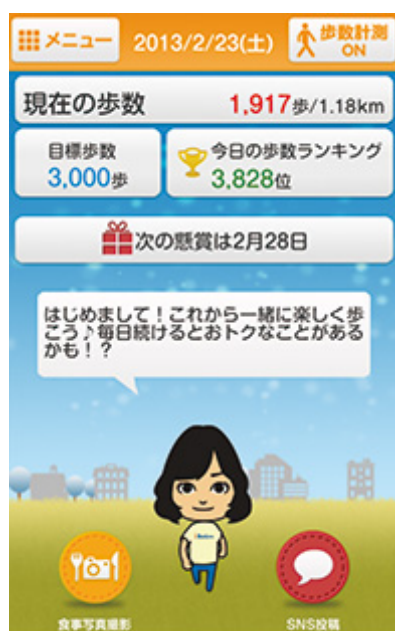 メニュー
2013/2/23(土)
歩数計測
ON
現在の歩数
1,917歩/1.18km
目標歩数
3,000歩
今日の歩数ランキング
3,828位
次の懸賞は2月28日
はじめまして!これから一緒に楽しく歩
こう♪毎日続けるとおトクなことがある
かも!?
食事写真撮影
SNS投稿